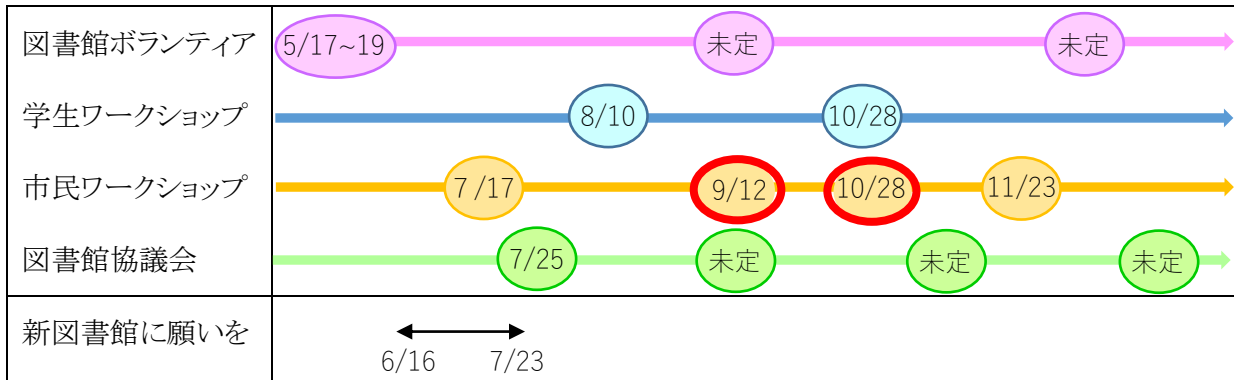 図書館ボランティア 5/17~19 未定 未定
学生ワークショップ 8/10 10/28
市民ワークショップ 7/17 9/12 10/28 11/23
図書館協議会 7/25 未定 未定 未定
新図書館に願いを
6/16 7/23